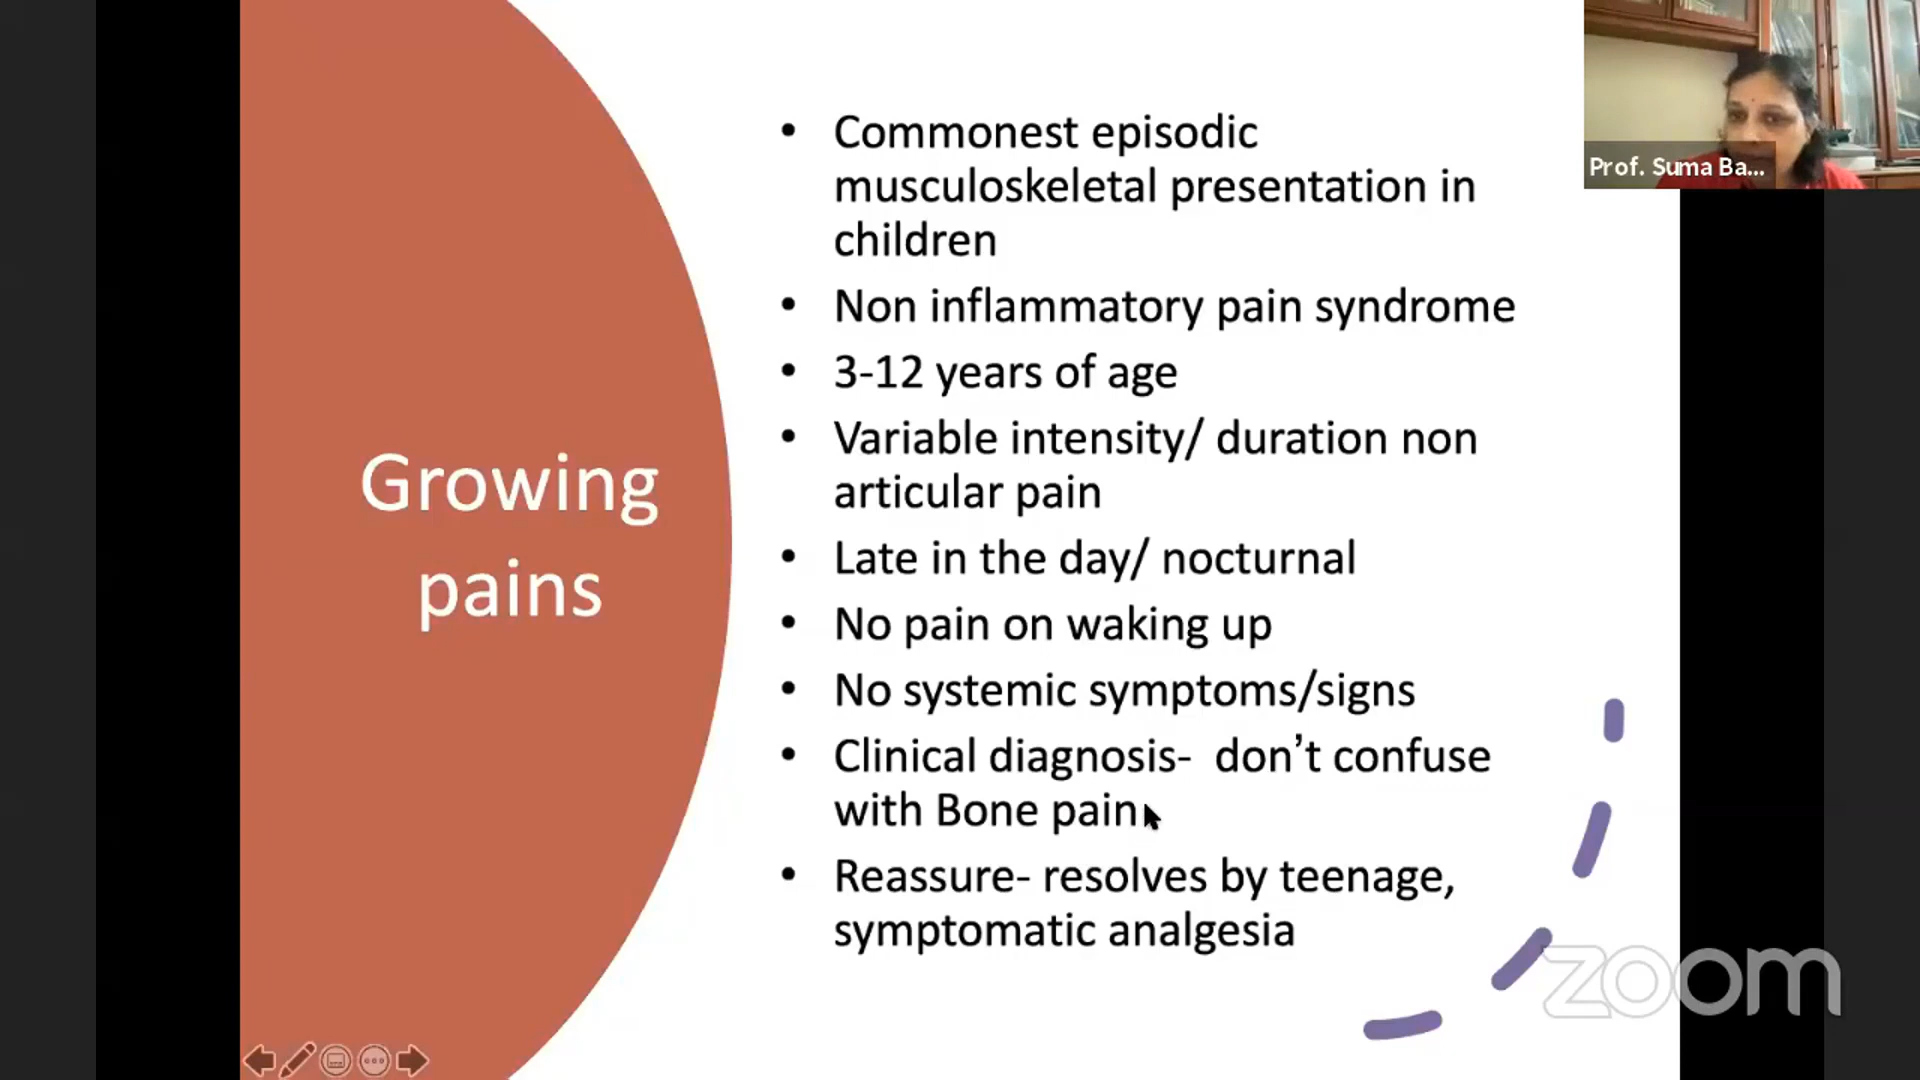 Growing
pains
• Commonest episodic
musculoskeletal presentation in
children
• Non inflammatory pain syndrome
• 3-12 years of age
• Variable intensity/ duration non
articular pain
• Late in the day/ nocturnal
• No pain on waking up
• No systemic symptoms/signs
• Clinical diagnosis-  don’t confuse
with Bone pain
• Reassure- resolves by teenage,
symptomatic analgesia
Prof. Suma Ba...
zoom